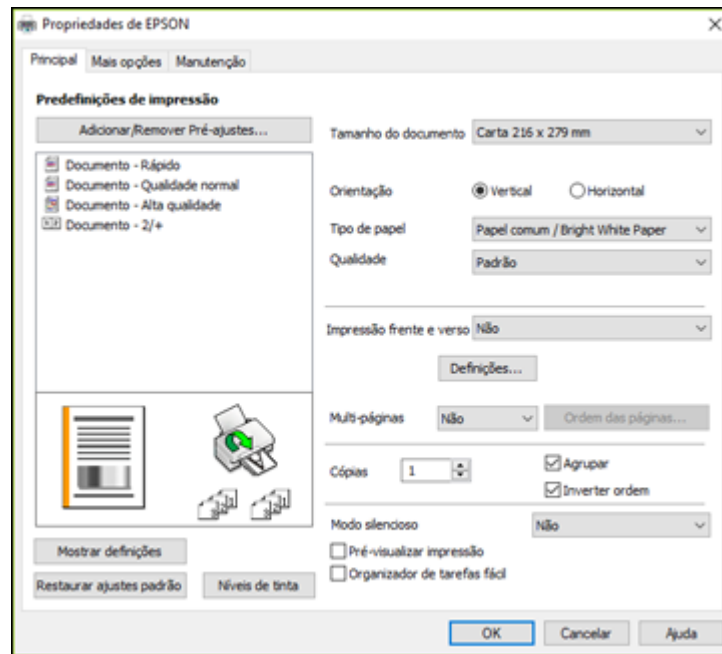 Propriedades de EPSON
Principal Mais opções Manutenção
Predefinições de impressão
Adicionar/Remover Pré-ajustes...
Documento - Rápido
Documento - Qualidade normal
Documento - Alta qualidade
Documento - 2/+
Mostrar definições
Restaurar ajustes padrão Níveis de tinta
Tamanho do documento Carta 216 x 279 mm
Orientação Vertical Horizontal
Tipo de papel Papel comum / Bright White Paper
Qualidade Padrão
Impressão frente e verso Não
Definições...
Multi-páginas Não Ordem das páginas...
Cópias 1 Agrupar
Inverter ordem
Modo silencioso Não
Pré-visualizar impressão
Organizador de tarefas fácil
OK Cancelar Ajuda